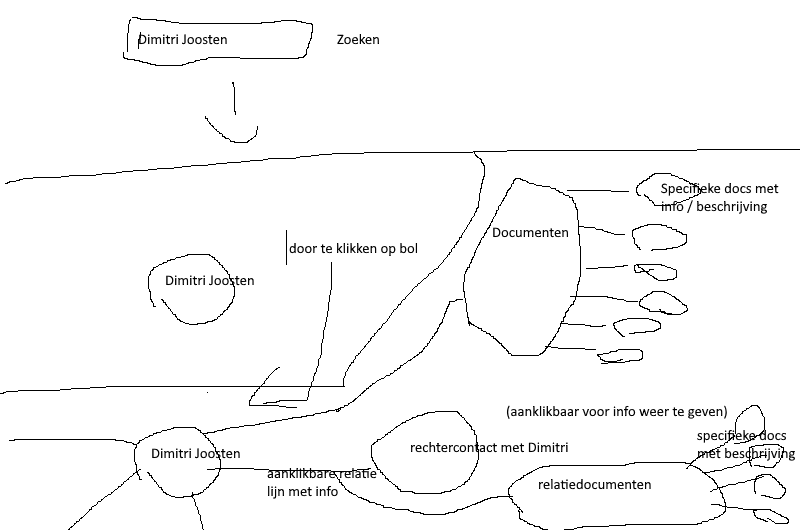 Dimitri Joosten
Zoeken
door te klikken op bol
Dimitri Joosten
Documenten
Specifieke docs met
info / beschrijving
(aanklikbaar voor info weer te geven)
Dimitri Joosten
aanklikbare relatie
lijn met info
rechtercontact met Dimitri
relatiedocumenten
specifieke docs
met beschrijving